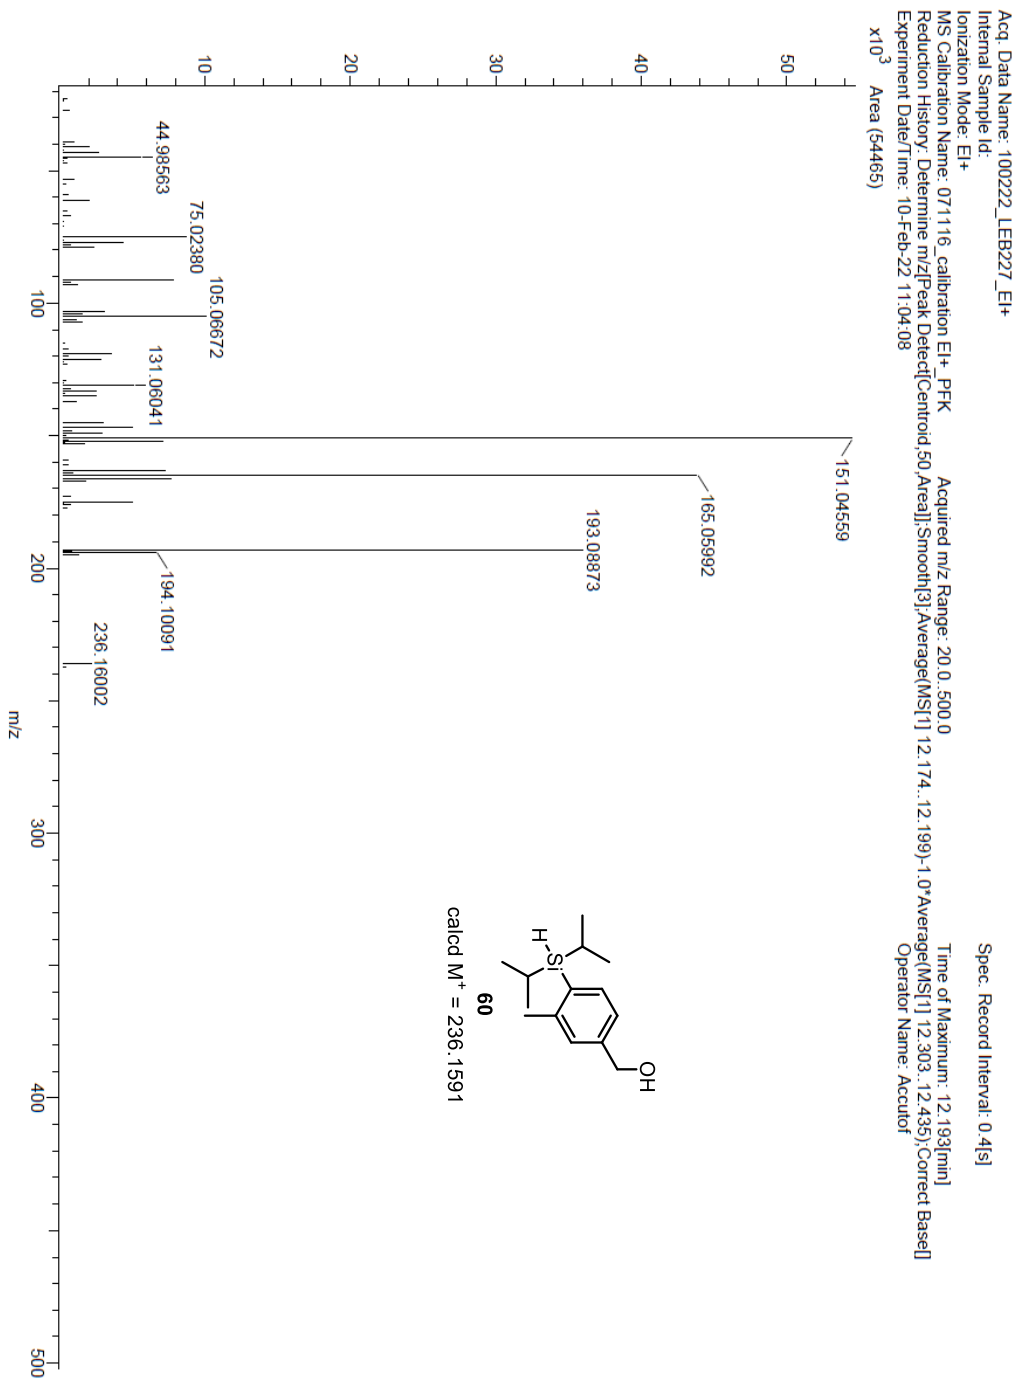 Acq. Data Name: 100222_LEB227_EI+
Internal Sample Id: Spec. Record Interval: 0.4[s]
Ionization Mode: EI+
MS Calibration Name: 071116_calibration EI+_PFK Acquired m/z Range: 20.0..500.0 Time of Maximum: 12.193[min]
Reduction History: Determine m/z[Peak Detect[Centroid,50,Area]];Smooth[3];Average(MS[1] 12.174..12.199)-1.0*Average(MS[1] 12.303..12.435);Correct Base[]
Experiment Date/Time: 10-Feb-22 11:04:08 Operator Name: Accutof
x10³ Area (54465)
50
40
30
20
10
151.04559
165.05992
193.08873
105.06672
75.02380
194.10091
44.98563
131.06041
236.16002
OH
Si
H
60
calcd M⁺ = 236.1591
100
200
300
400
500
m/z